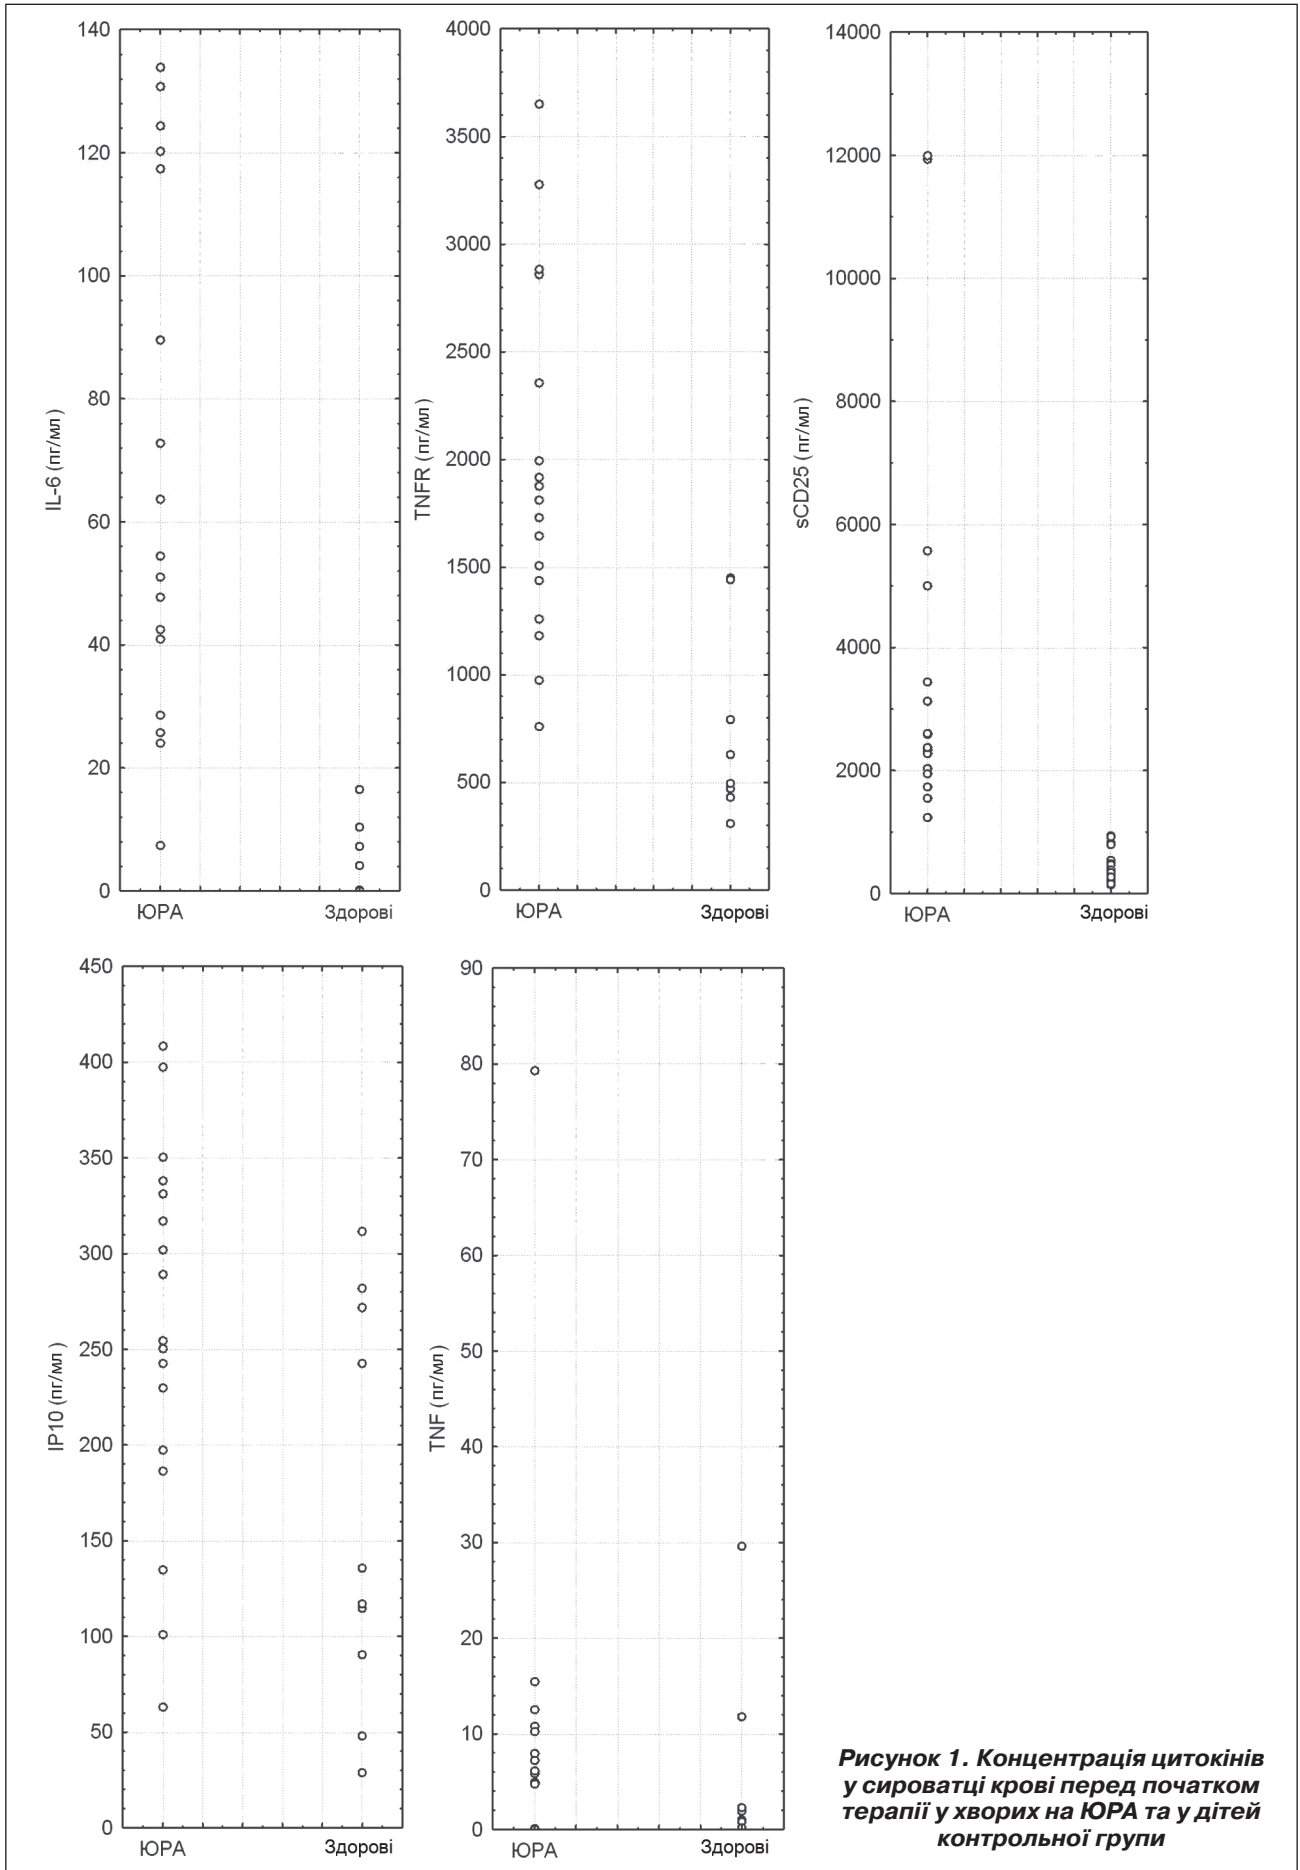 140
120
100
80
60
40
20
0
IL-6 (пг/мл)
ЮРА
Здорові
4000
3500
3000
2500
2000
1500
1000
500
0
TNFR (пг/мл)
ЮРА
Здорові
14000
12000
10000
8000
6000
4000
2000
0
sCD25 (пг/мл)
ЮРА
Здорові
450
400
350
300
250
200
150
100
50
0
IP10 (пг/мл)
ЮРА
Здорові
90
80
70
60
50
40
30
20
10
0
TNF (пг/мл)
ЮРА
Здорові
Рисунок 1. Концентрація цитокінів
у сироватці крові перед початком
терапії у хворих на ЮРА та у дітей
контрольної групи